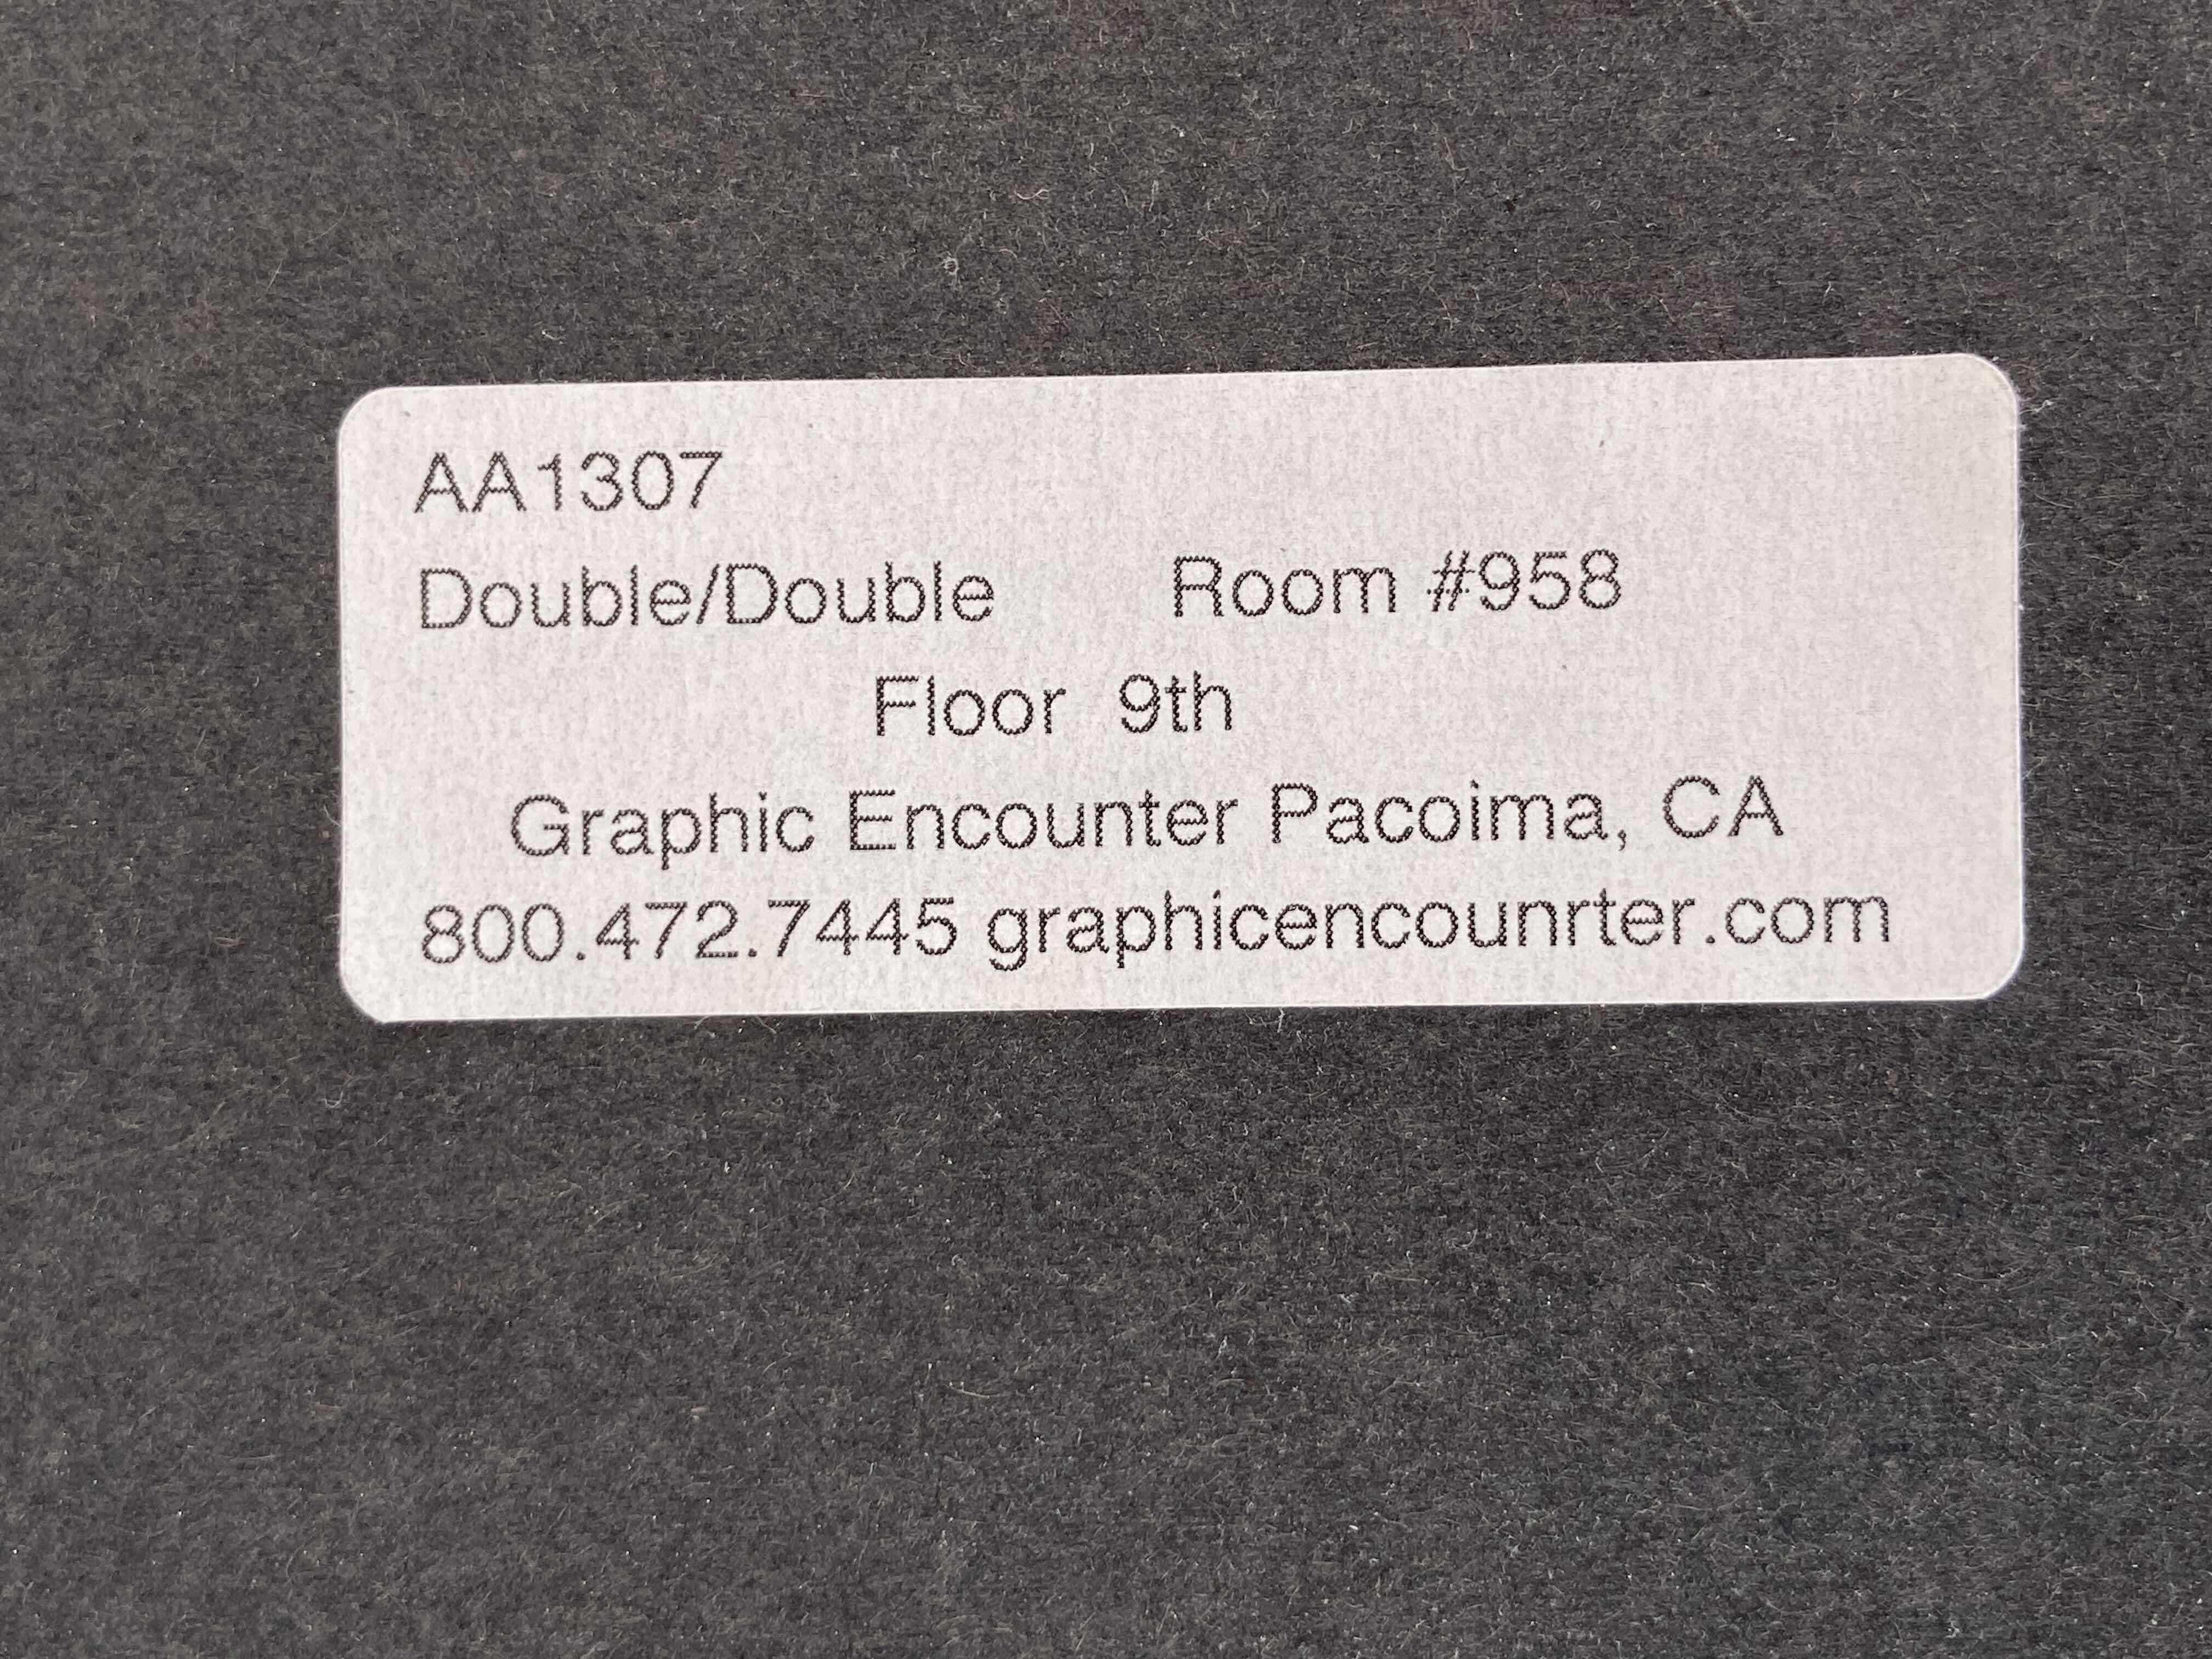 AA1307
Double/Double Room #958
Floor 9th
Graphic Encounter Pacoima, CA
800.472.7445 graphicencounrter.com